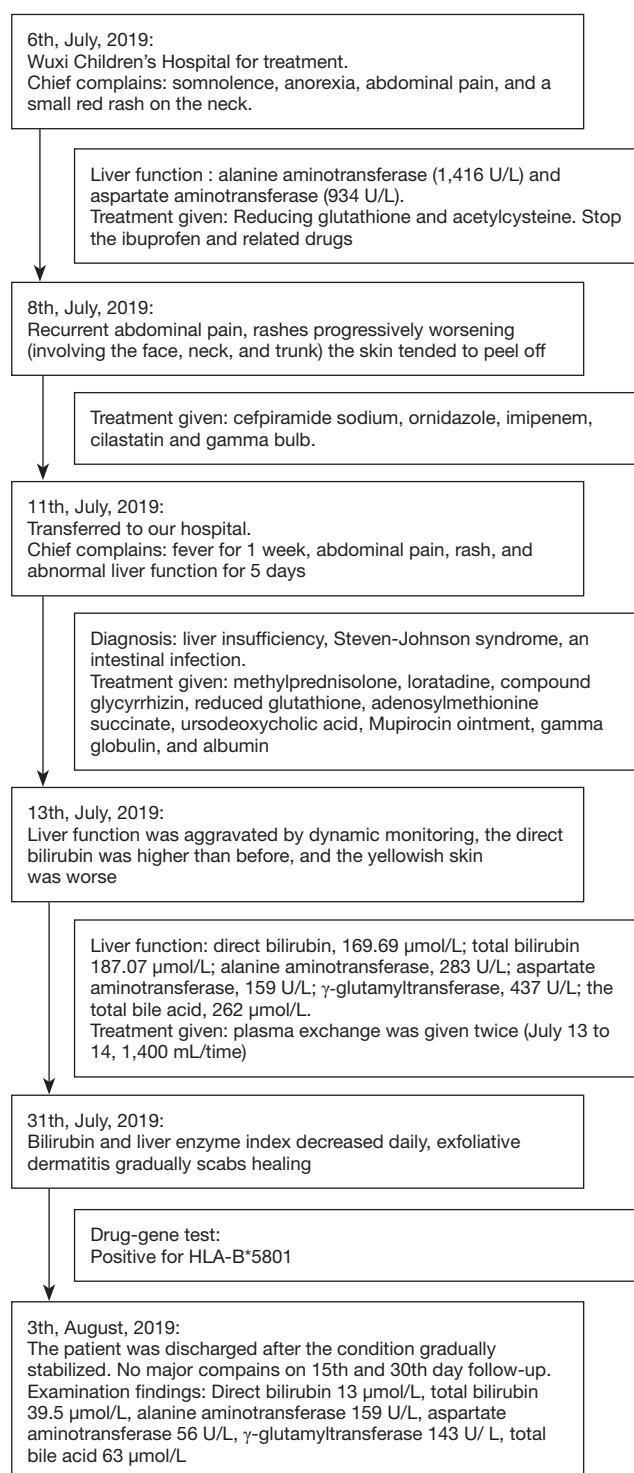 6th, July, 2019:
Wuxi Children's Hospital for treatment.
Chief complains: somnolence, anorexia, abdominal pain, and a
small red rash on the neck.
Liver function : alanine aminotransferase (1,416 U/L) and
aspartate aminotransferase (934 U/L).
Treatment given: Reducing glutathione and acetylcysteine. Stop
the ibuprofen and related drugs
8th, July, 2019:
Recurrent abdominal pain, rashes progressively worsening
(involving the face, neck, and trunk) the skin tended to peel off
Treatment given: cefpiramide sodium, ornidazole, imipenem,
cilastatin and gamma bulb.
11th, July, 2019:
Transferred to our hospital.
Chief complains: fever for 1 week, abdominal pain, rash, and
abnormal liver function for 5 days
Diagnosis: liver insufficiency, Steven-Johnson syndrome, an
intestinal infection.
Treatment given: methylprednisolone, loratadine, compound
glycyrrhizin, reduced glutathione, adenosylmethionine
succinate, ursodeoxycholic acid, Mupirocin ointment, gamma
globulin, and albumin
13th, July, 2019:
Liver function was aggravated by dynamic monitoring, the direct
bilirubin was higher than before, and the yellowish skin
was worse
Liver function: direct bilirubin, 169.69 μmol/L; total bilirubin
187.07 μmol/L; alanine aminotransferase, 283 U/L; aspartate
aminotransferase, 159 U/L; γ-glutamyltransferase, 437 U/L; the
total bile acid, 262 μmol/L.
Treatment given: plasma exchange was given twice (July 13 to
14, 1,400 mL/time)
31th, July, 2019:
Bilirubin and liver enzyme index decreased daily, exfoliative
dermatitis gradually scabs healing
Drug-gene test:
Positive for HLA-B*5801
3th, August, 2019:
The patient was discharged after the condition gradually
stabilized. No major compains on 15th and 30th day follow-up.
Examination findings: Direct bilirubin 13 μmol/L, total bilirubin
39.5 μmol/L, alanine aminotransferase 159 U/L, aspartate
aminotransferase 56 U/L, γ-glutamyltransferase 143 U/ L, total
bile acid 63 μmol/L